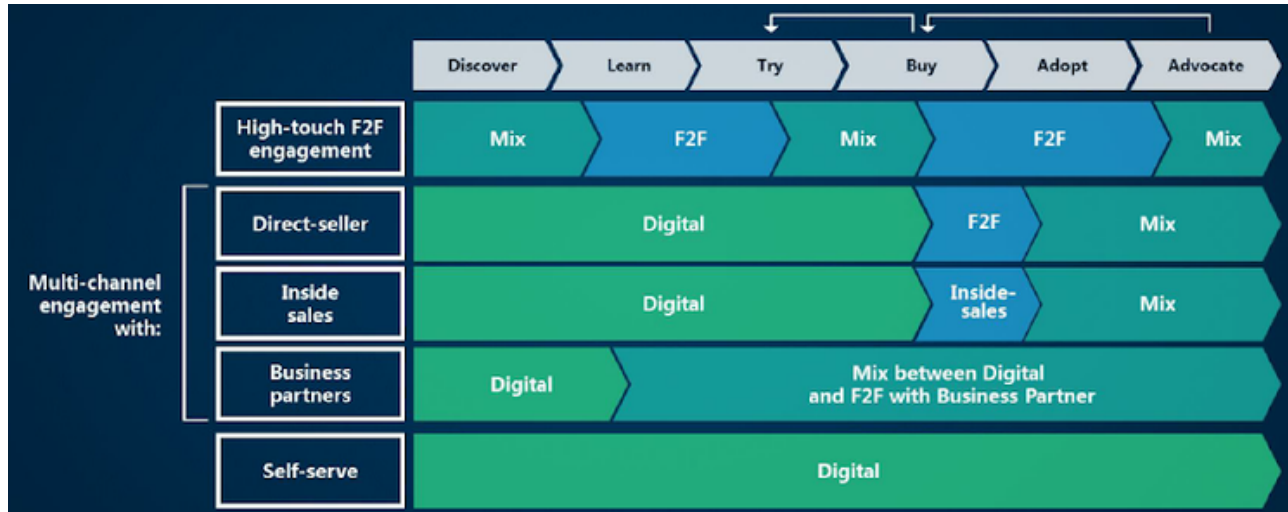 Discover
Learn
Try
Buy
Adopt
Advocate
High-touch F2F
engagement
Mix
F2F
Mix
F2F
Mix
Multi-channel
engagement
with:
Direct-seller
Digital
F2F
Mix
Inside
sales
Digital
Inside-
sales
Mix
Business
partners
Digital
Mix between Digital
and F2F with Business Partner
Self-serve
Digital